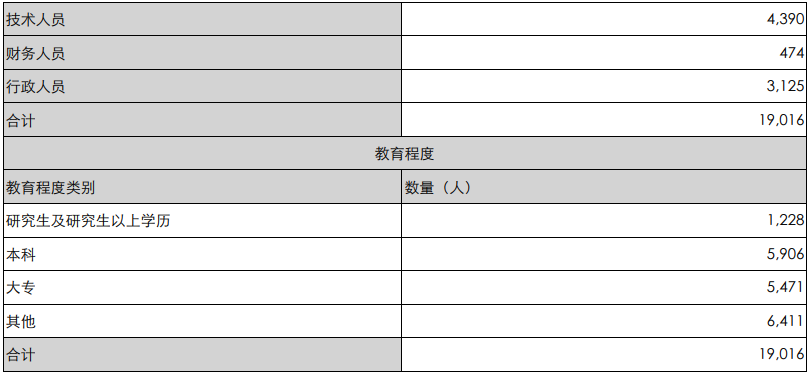 技术人员 4,390
财务人员 474
行政人员 3,125
合计 19,016
教育程度
教育程度类别 数量（人）
研究生及研究生以上学历 1,228
本科 5,906
大专 5,471
其他 6,411
合计 19,016